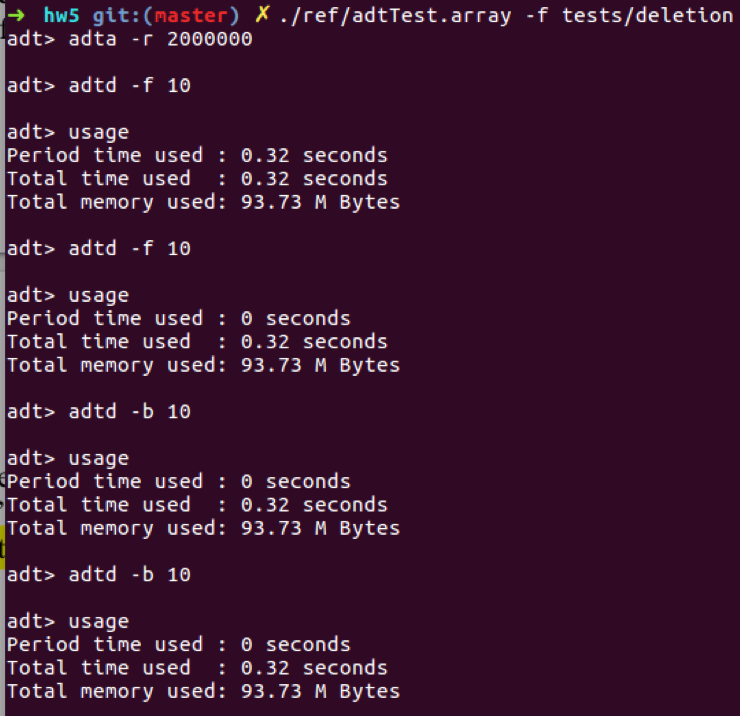 ➜ hw5 git:(master) ✗ ./ref/adtTest.array -f tests/deletion
adt> adta -r 2000000
adt> adtd -f 10
adt> usage
Period time used : 0.32 seconds
Total time used  : 0.32 seconds
Total memory used: 93.73 M Bytes
adt> adtd -f 10
adt> usage
Period time used : 0 seconds
Total time used  : 0.32 seconds
Total memory used: 93.73 M Bytes
adt> adtd -b 10
adt> usage
Period time used : 0 seconds
Total time used  : 0.32 seconds
Total memory used: 93.73 M Bytes
adt> adtd -b 10
adt> usage
Period time used : 0 seconds
Total time used  : 0.32 seconds
Total memory used: 93.73 M Bytes